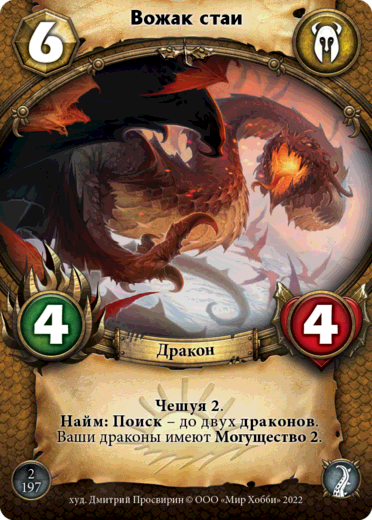 Вожак стаи
6
4
4
Дракон
Чешуя 2.
Найм: Поиск – до двух драконов.
Ваши драконы имеют Могущество 2.
2
197
худ. Дмитрий Просвирин © ООО «Мир Хобби» 2022